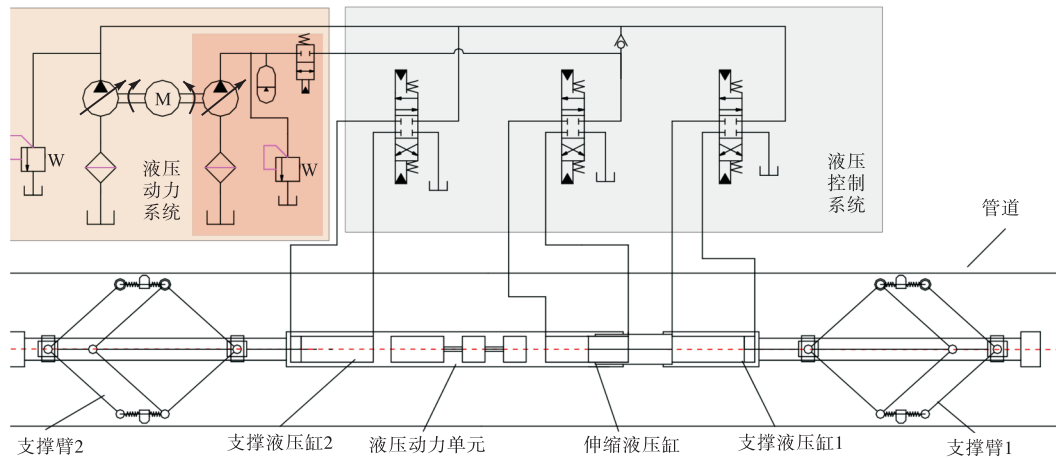 M
W
W
液压
动力
系统
液压
控制
系统
管道
支撑臂2
支撑液压缸2
液压动力单元
伸缩液压缸
支撑液压缸1
支撑臂1